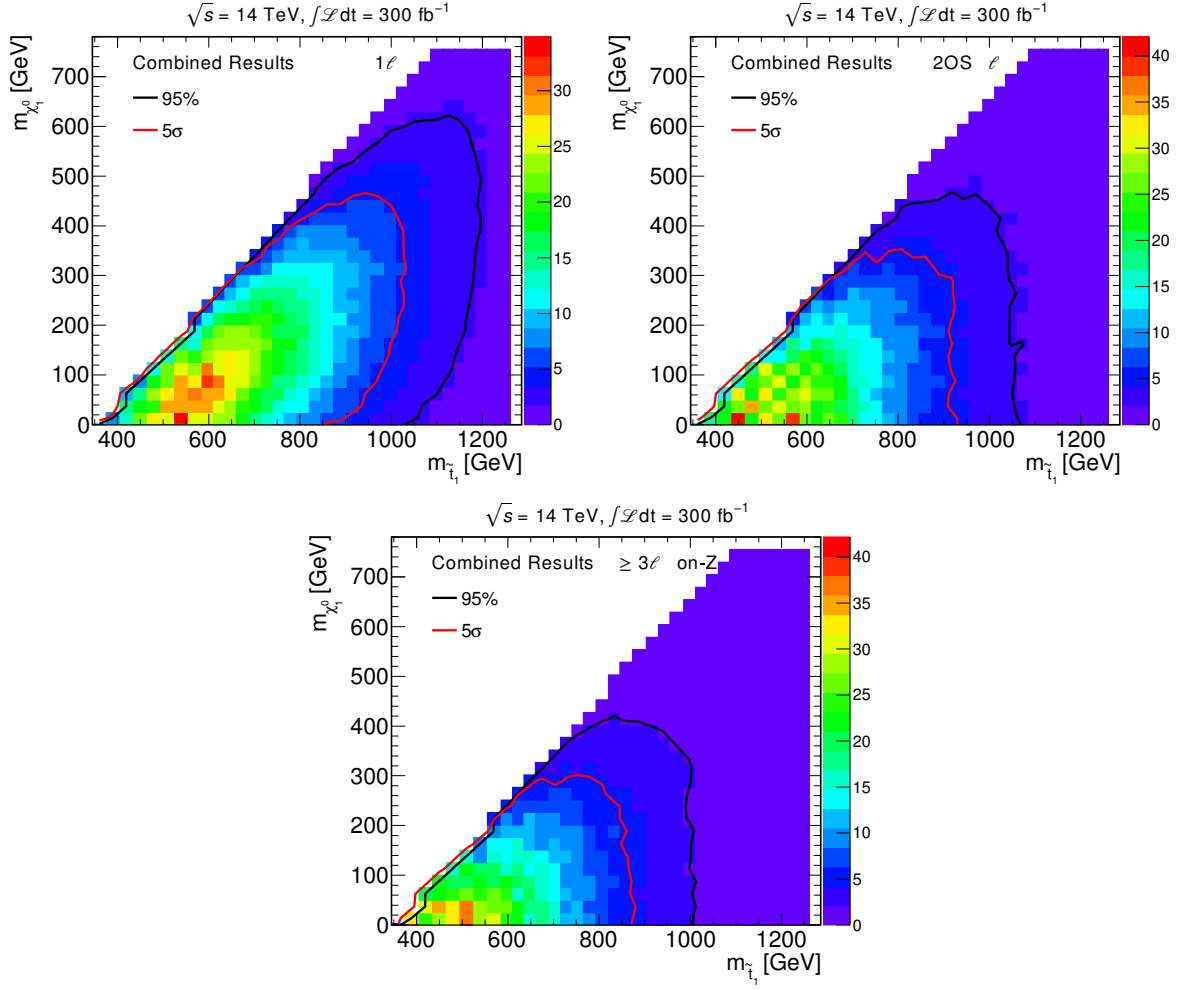 √s = 14 TeV, ∫ℒdt = 300 fb⁻¹
Combined Results 1ℓ
95%
5σ
m_χ̃₁⁰ [GeV]
700
600
500
400
300
200
100
0
400 600 800 1000 1200
m_t̃₁ [GeV]
30
25
20
15
10
5
0
√s = 14 TeV, ∫ℒdt = 300 fb⁻¹
Combined Results 2OS ℓ
95%
5σ
m_χ̃₁⁰ [GeV]
700
600
500
400
300
200
100
0
400 600 800 1000 1200
m_t̃₁ [GeV]
40
35
30
25
20
15
10
5
0
√s = 14 TeV, ∫ℒdt = 300 fb⁻¹
Combined Results ≥ 3ℓ on-Z
95%
5σ
m_χ̃₁⁰ [GeV]
700
600
500
400
300
200
100
0
400 600 800 1000 1200
m_t̃₁ [GeV]
40
35
30
25
20
15
10
5
0